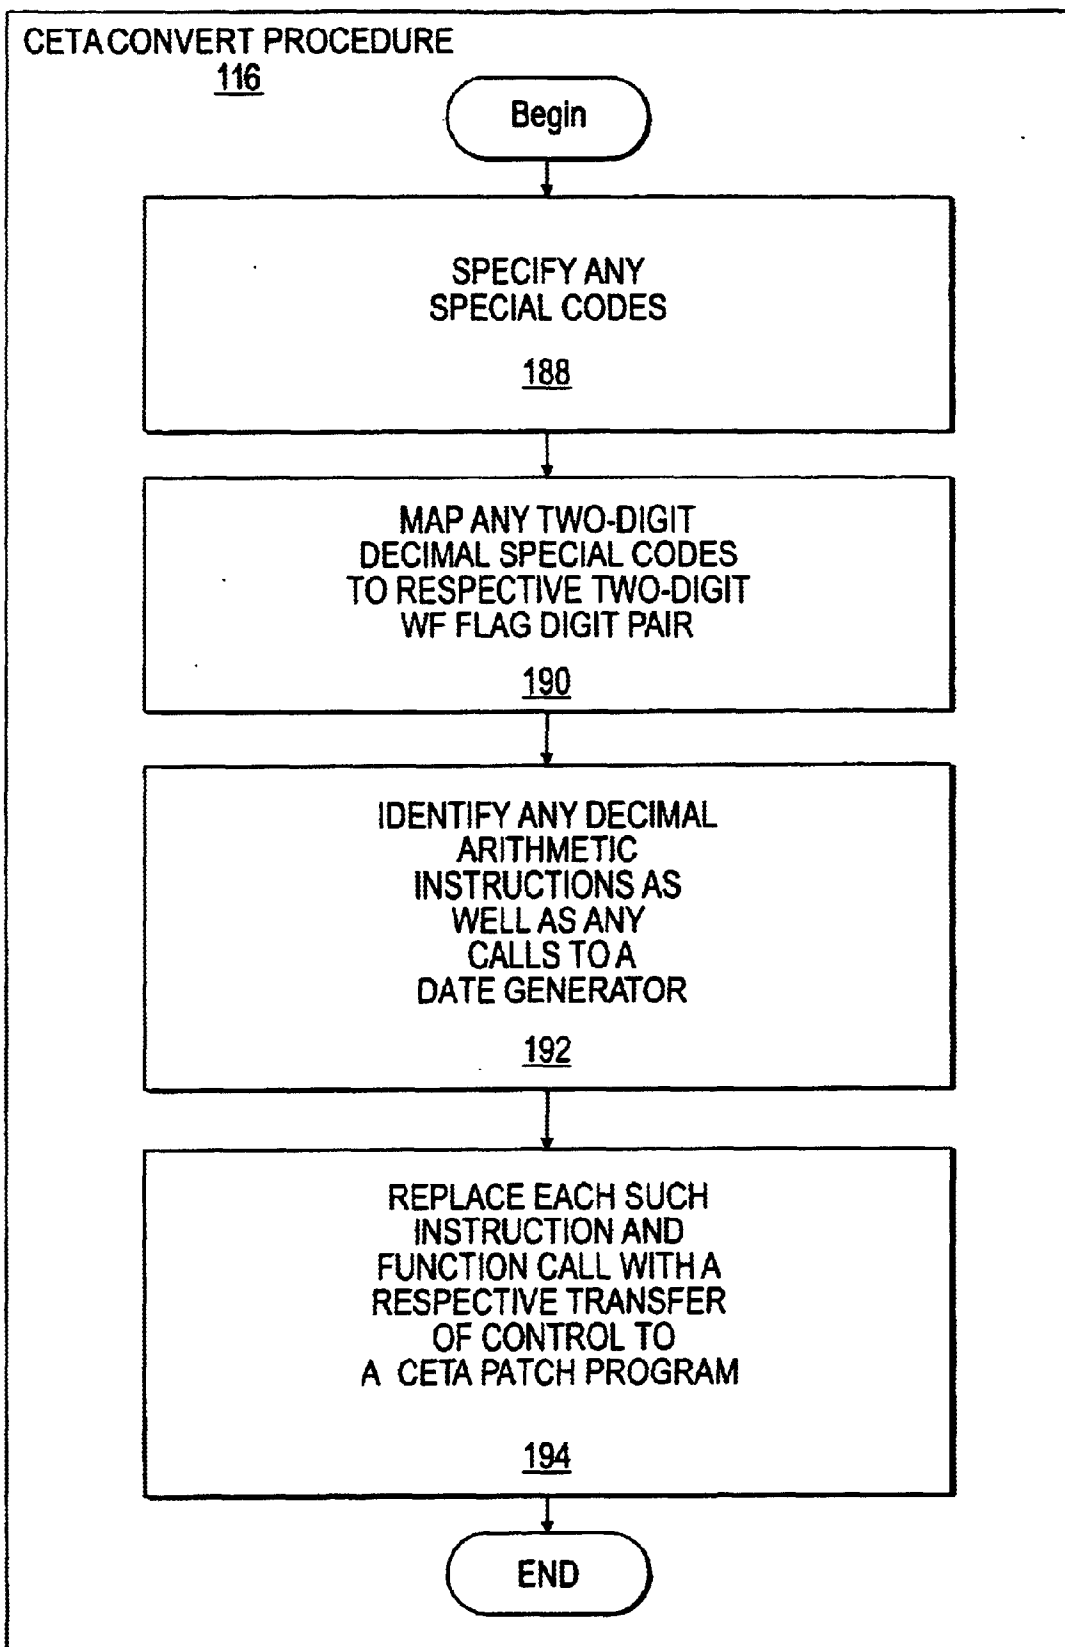 CETA CONVERT PROCEDURE
116
Begin
SPECIFY ANY
SPECIAL CODES
188
MAP ANY TWO-DIGIT
DECIMAL SPECIAL CODES
TO RESPECTIVE TWO-DIGIT
WF FLAG DIGIT PAIR
190
IDENTIFY ANY DECIMAL
ARITHMETIC
INSTRUCTIONS AS
WELL AS ANY
CALLS TO A
DATE GENERATOR
192
REPLACE EACH SUCH
INSTRUCTION AND
FUNCTION CALL WITH A
RESPECTIVE TRANSFER
OF CONTROL TO
A CETA PATCH PROGRAM
194
END